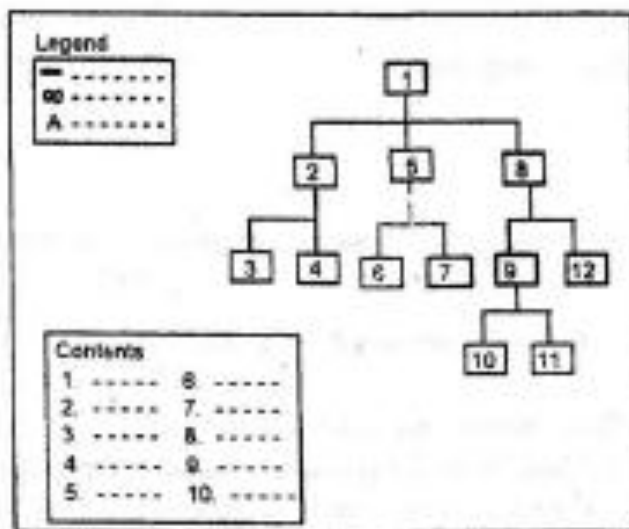 Legend
— - - - - - - -
∞ - - - - - - -
A - - - - - - -
1
2 5 8
3 4 6 7 9 12
10 11
Contents
1. - - - - - 6. - - - - -
2. - - - - - 7. - - - - -
3 - - - - - 8. - - - - -
4 - - - - - 9. - - - - -
5. - - - - - 10. - - - - -